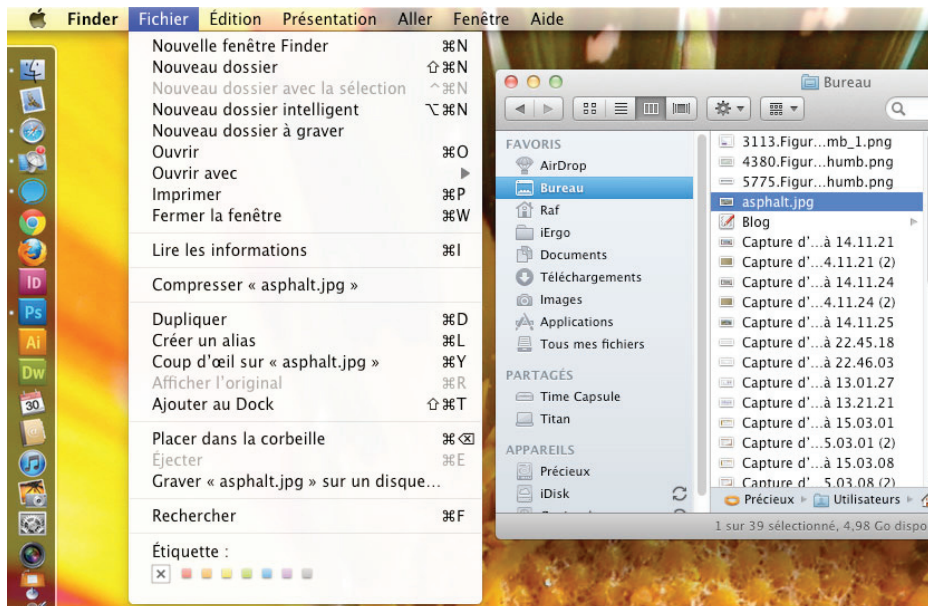 Finder Fichier Édition Présentation Aller Fenêtre Aide
Nouvelle fenêtre Finder ⌘N
Nouveau dossier ⇧⌘N
Nouveau dossier avec la sélection ^⌘N
Nouveau dossier intelligent ⌥⌘N
Nouveau dossier à graver
Ouvrir ⌘O
Ouvrir avec ▶
Imprimer ⌘P
Fermer la fenêtre ⌘W
Lire les informations ⌘I
Compresser « asphalt.jpg »
Dupliquer ⌘D
Créer un alias ⌘L
Coup d’œil sur « asphalt.jpg » ⌘Y
Afficher l’original ⌘R
Ajouter au Dock ⇧⌘T
Placer dans la corbeille ⌘⌫
Éjecter ⌘E
Graver « asphalt.jpg » sur un disque…
Rechercher ⌘F
Étiquette :
Id
Ps
Ai
Dw
30
Bureau
FAVORIS
AirDrop
Bureau
Raf
iErgo
Documents
Téléchargements
Images
Applications
Tous mes fichiers
PARTAGÉS
Time Capsule
Titan
APPAREILS
Précieux
iDisk
3113.Figur…mb_1.png
4380.Figur…humb.png
5775.Figur…humb.png
asphalt.jpg
Blog
Capture d’…à 14.11.21
Capture d’…4.11.21 (2)
Capture d’…à 14.11.24
Capture d’…4.11.24 (2)
Capture d’…à 14.11.25
Capture d’…à 22.45.18
Capture d’…à 22.46.03
Capture d’…à 13.01.27
Capture d’…à 13.21.21
Capture d’…à 15.03.01
Capture d’…5.03.01 (2)
Capture d’…à 15.03.08
Capture d’…5.03.08 (2)
Précieux ▸ Utilisateurs ▸
1 sur 39 sélectionné, 4,98 Go dispo